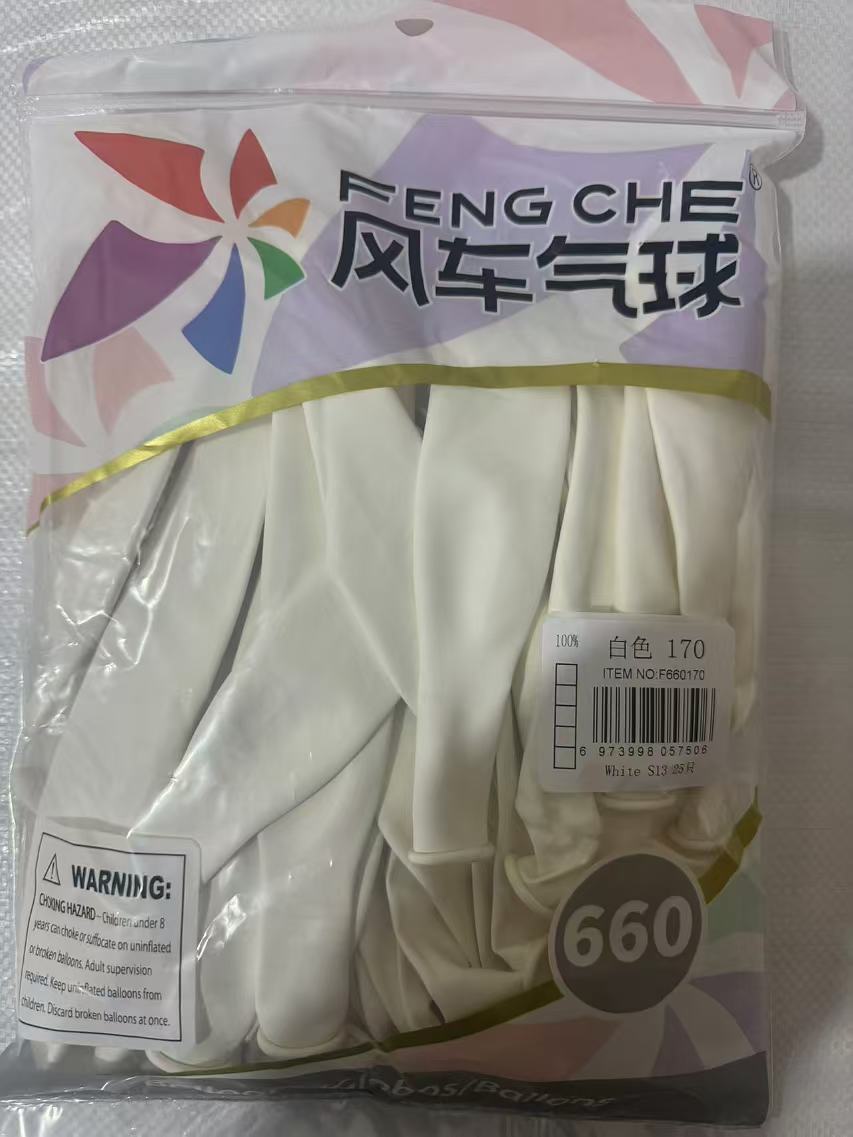 FENG CHE®
风车气球
100%
白色 170
ITEM NO:F660170
6 973998 057506
White S13 25只
WARNING:
CHOKING HAZARD - Children under 8
years can choke or suffocate on uninflated
or broken balloons. Adult supervision
required. Keep uninflated balloons from
children. Discard broken balloons at once.
660
/Ballons